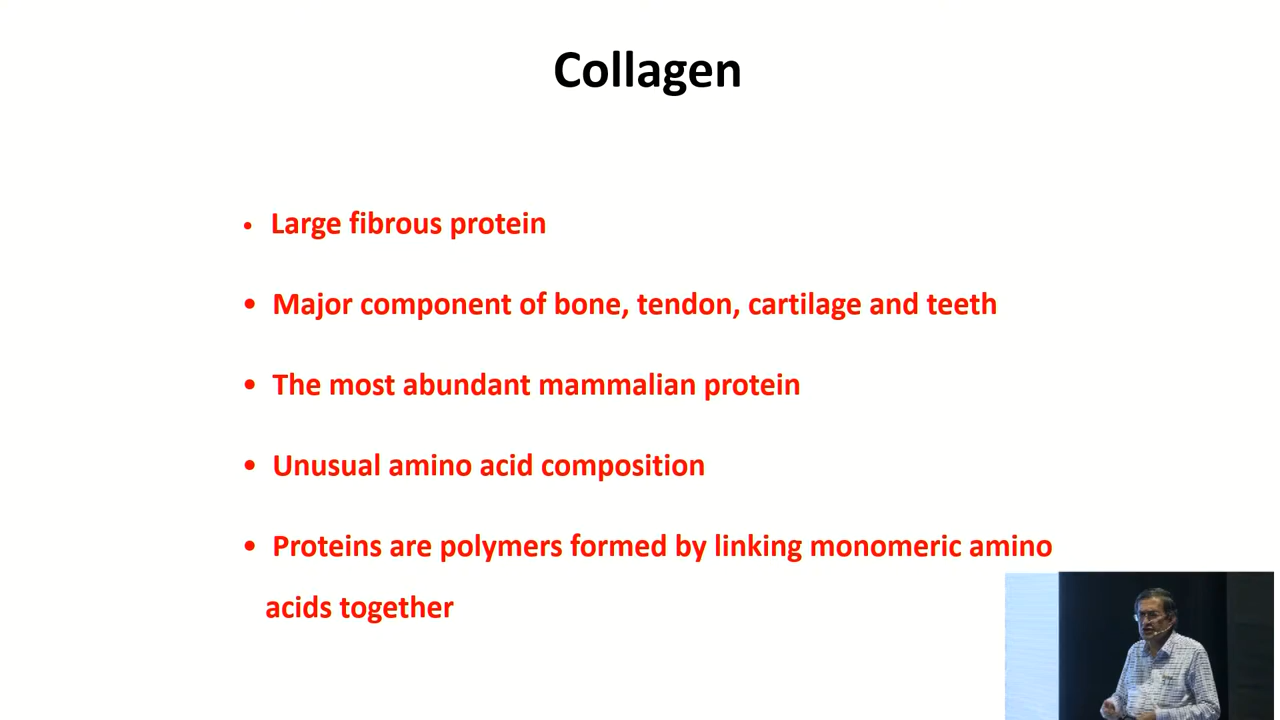 Collagen
• Large fibrous protein
• Major component of bone, tendon, cartilage and teeth
• The most abundant mammalian protein
• Unusual amino acid composition
• Proteins are polymers formed by linking monomeric amino
acids together